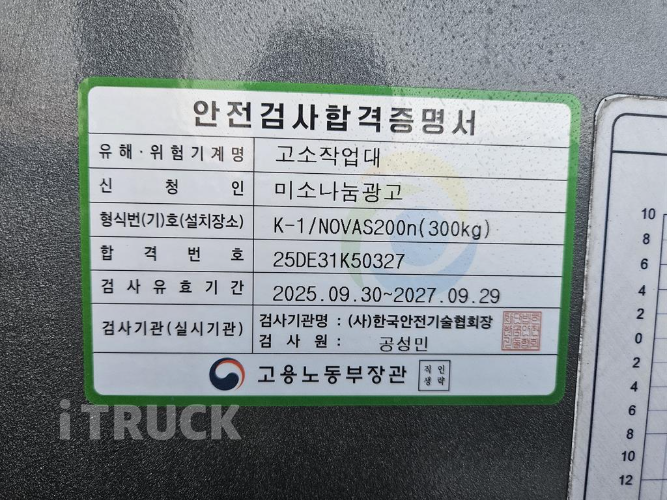 안전검사합격증명서
유해·위험기계명 고소작업대
신청인 미소나눔광고
형식번(기)호(설치장소) K-1/NOVAS200n(300kg)
합격번호 25DE31K50327
검사유효기간 2025.09.30~2027.09.29
검사기관(실시기관) 검사기관명 : (사)한국안전기술협회장
검사원 : 공성민
고용노동부장관 직인생략
iTRUCK
10
8
6
4
2
0
2
4
6
8
10
12